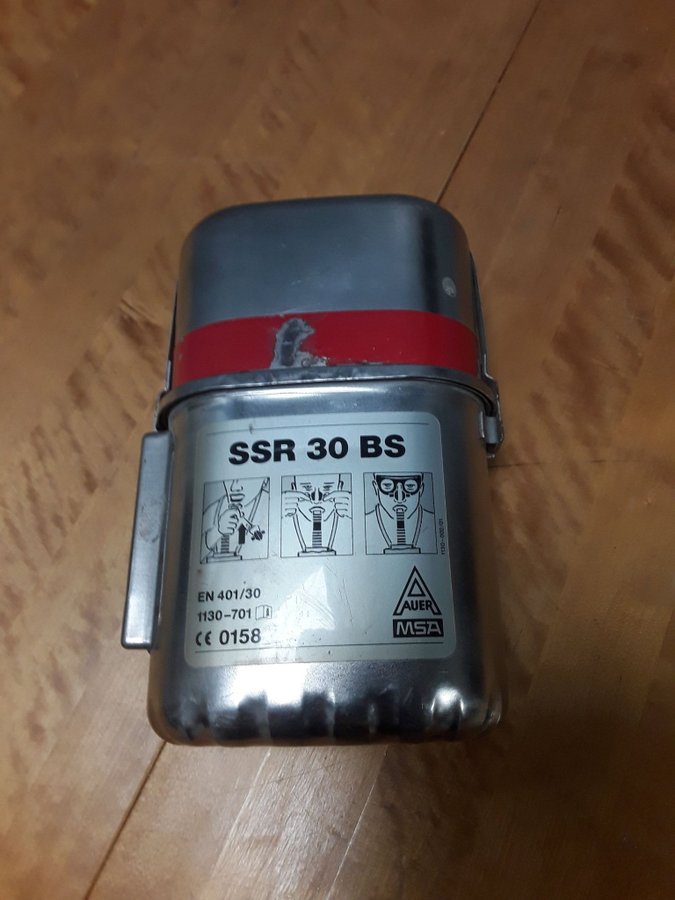 SSR 30 BS
EN 401/30
1130-701
CE 0158
AUER
MSA